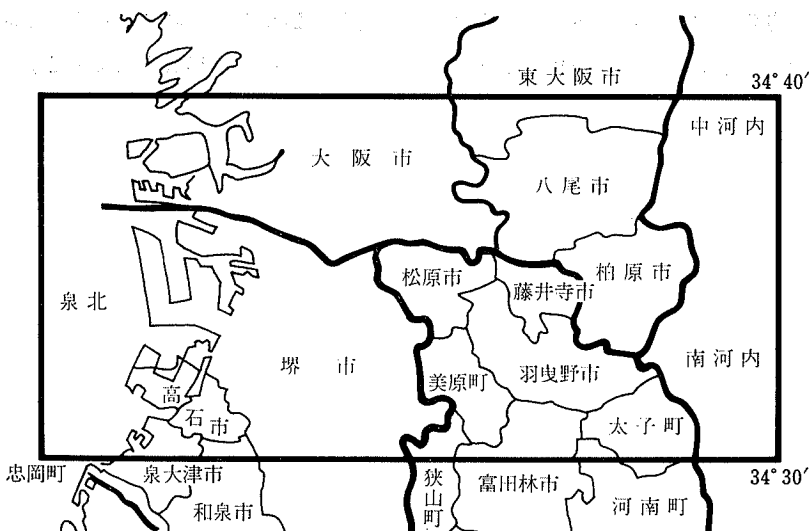 東大阪市
34°40′
中河内
大阪市
八尾市
松原市
藤井寺市
柏原市
泉北
堺市
美原町
羽曳野市
南河内
高石市
太子町
忠岡町
泉大津市
狭山町
富田林市
34°30′
和泉市
河南町